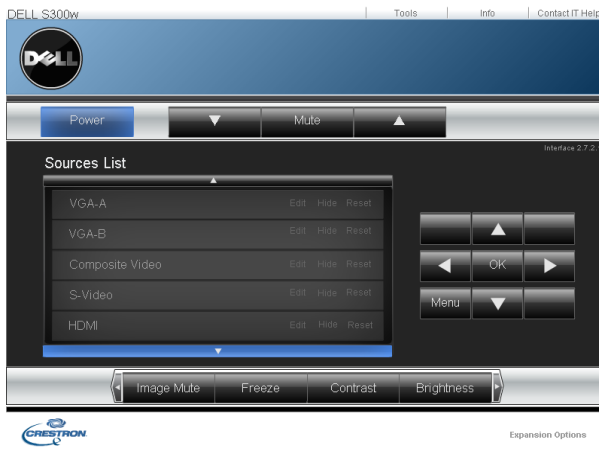 DELL S300w
Tools Info Contact IT Help
DELL
Power Mute
Interface 2.7.2.
Sources List
VGA-A Edit Hide Reset
VGA-B Edit Hide Reset
Composite Video Edit Hide Reset
S-Video Edit Hide Reset
HDMI Edit Hide Reset
OK
Menu
Image Mute Freeze Contrast Brightness
CRESTRON
Expansion Options